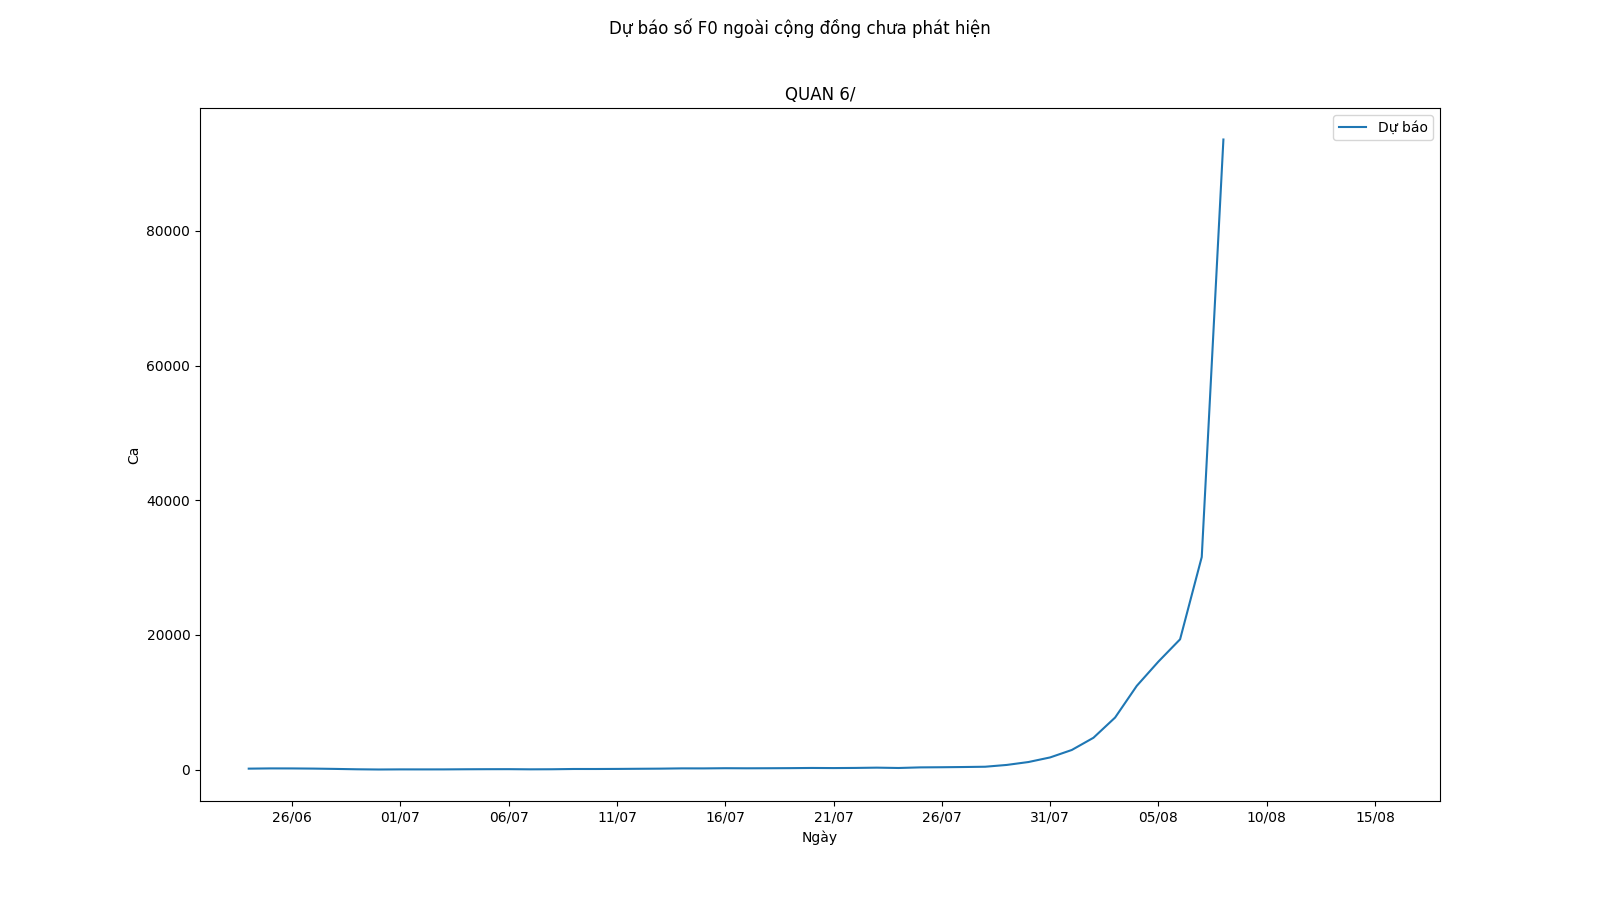 Dự báo số F0 ngoài cộng đồng chưa phát hiện
QUAN 6/
Dự báo
80000
60000
40000
20000
0
Ca
26/06 01/07 06/07 11/07 16/07 21/07 26/07 31/07 05/08 10/08 15/08
Ngày